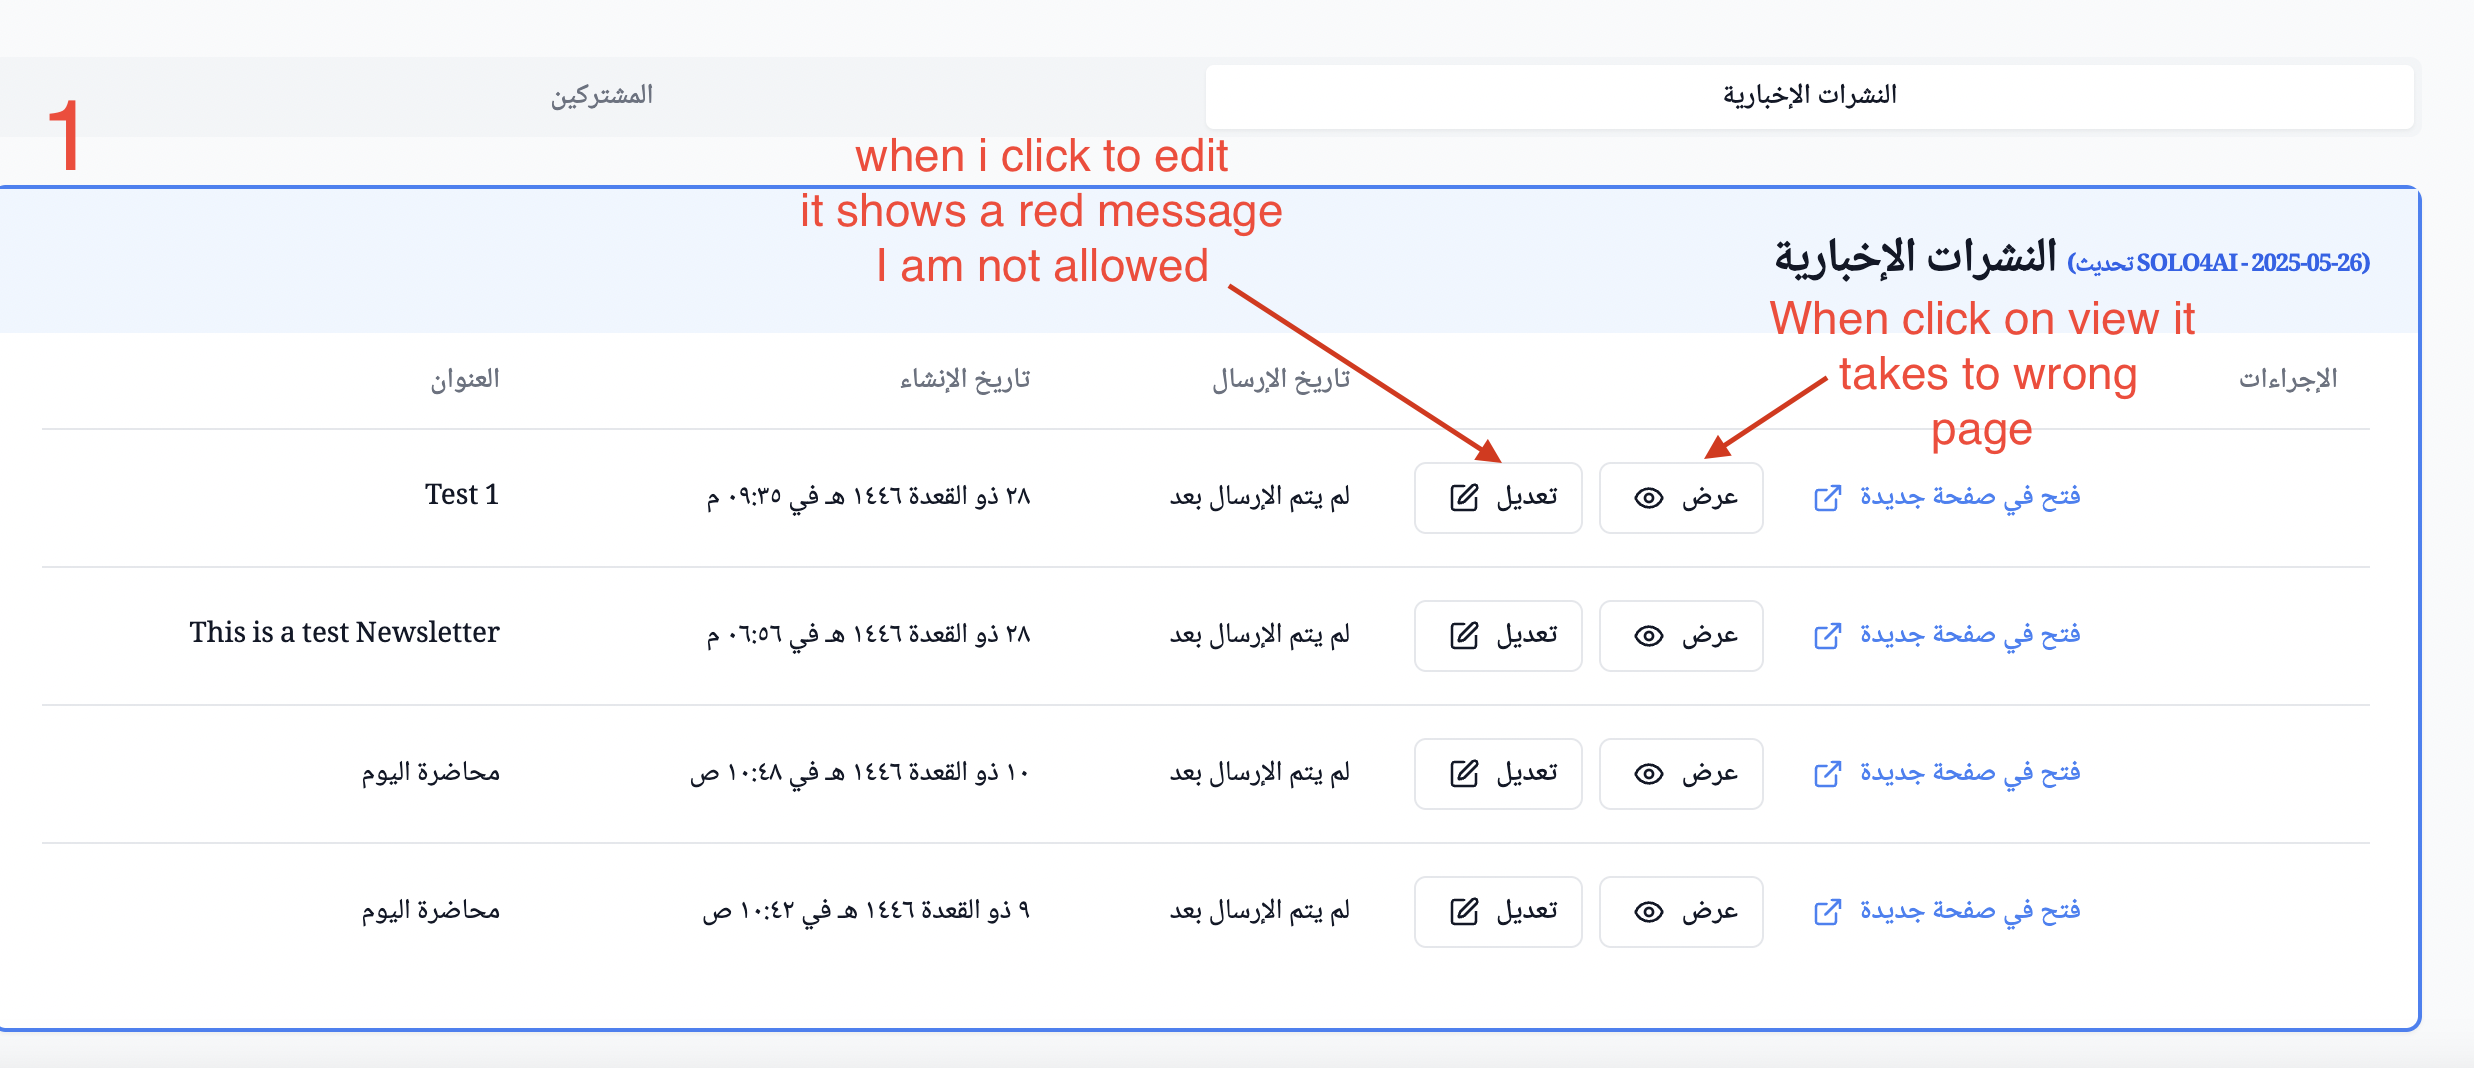 النشرات الإخبارية
المشتركين
1
when i click to edit
it shows a red message
I am not allowed
النشرات الإخبارية (تحديث SOLO4AI - 2025-05-26)
When click on view it
takes to wrong
page
العنوان
تاريخ الإنشاء
تاريخ الإرسال
الإجراءات
Test 1
٢٨ ذو القعدة ١٤٤٦ هـ في ٠٩:٣٥ م
لم يتم الإرسال بعد
تعديل
عرض
فتح في صفحة جديدة
This is a test Newsletter
٢٨ ذو القعدة ١٤٤٦ هـ في ٠٦:٥٦ م
لم يتم الإرسال بعد
تعديل
عرض
فتح في صفحة جديدة
محاضرة اليوم
١٠ ذو القعدة ١٤٤٦ هـ في ١٠:٤٨ ص
لم يتم الإرسال بعد
تعديل
عرض
فتح في صفحة جديدة
محاضرة اليوم
٩ ذو القعدة ١٤٤٦ هـ في ١٠:٤٢ ص
لم يتم الإرسال بعد
تعديل
عرض
فتح في صفحة جديدة